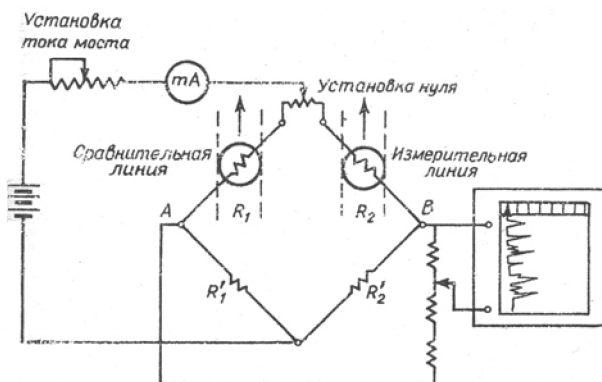 Установка
тока моста
mA
Установка нуля
Сравнительная
линия
Измерительная
линия
R₁
R₂
A
B
R'₁
R'₂